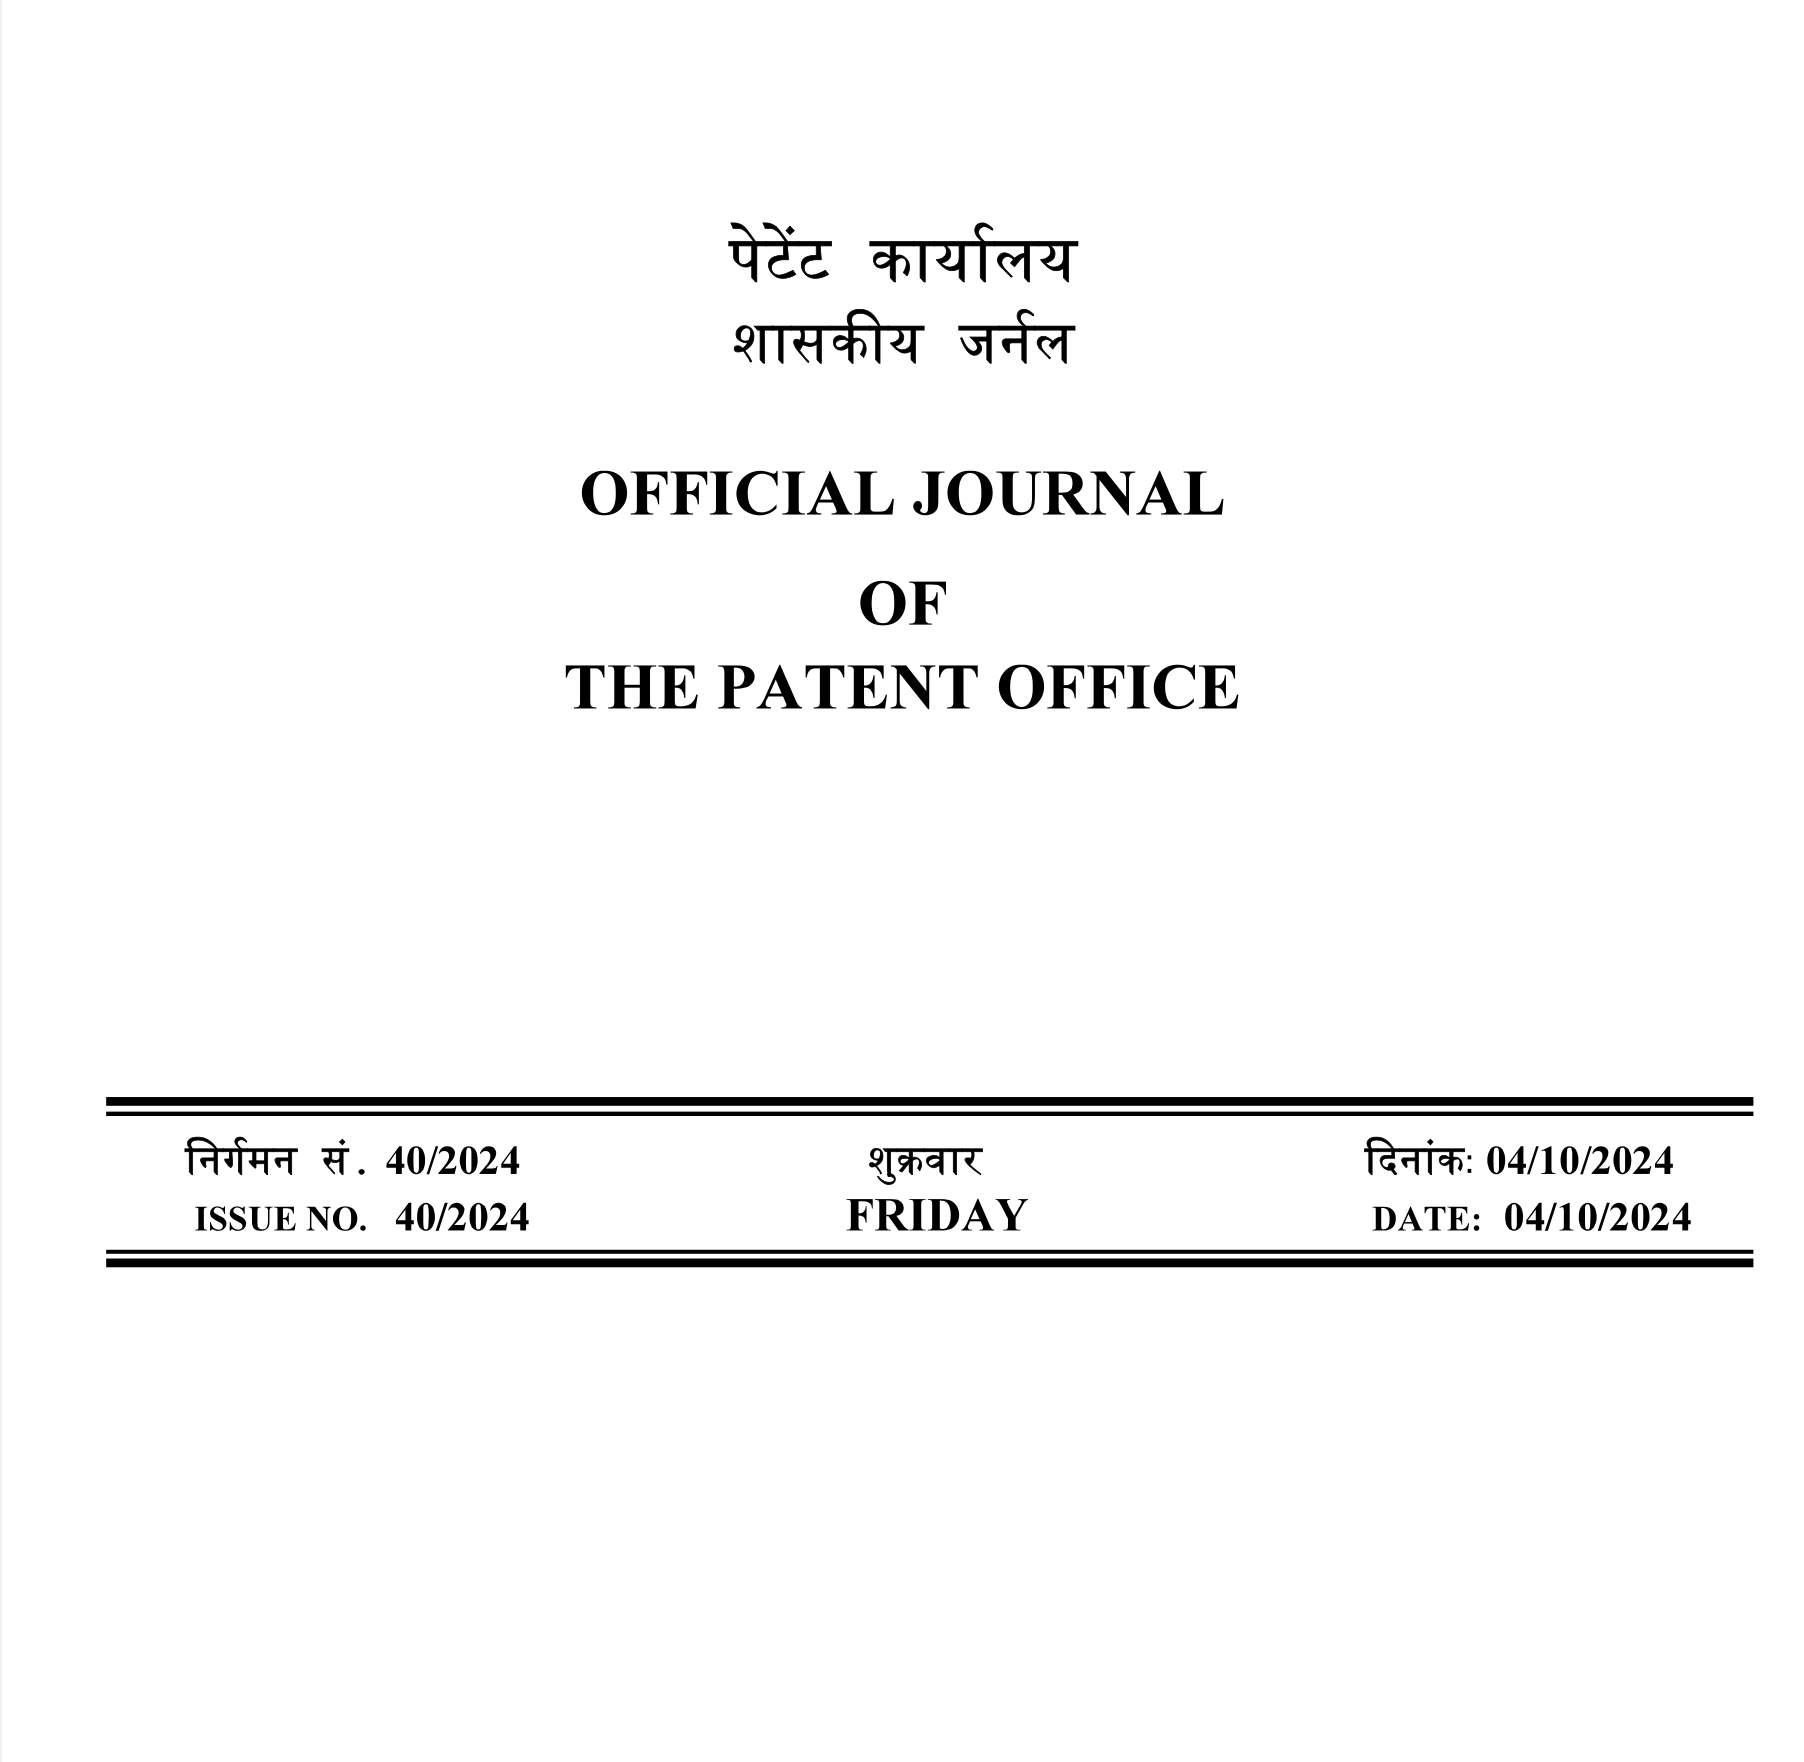 पेटेंट कार्यालय
शासकीय जर्नल
OFFICIAL JOURNAL
OF
THE PATENT OFFICE
निर्गमन सं. 40/2024 शुक्रवार दिनांकः 04/10/2024
ISSUE NO. 40/2024 FRIDAY DATE: 04/10/2024